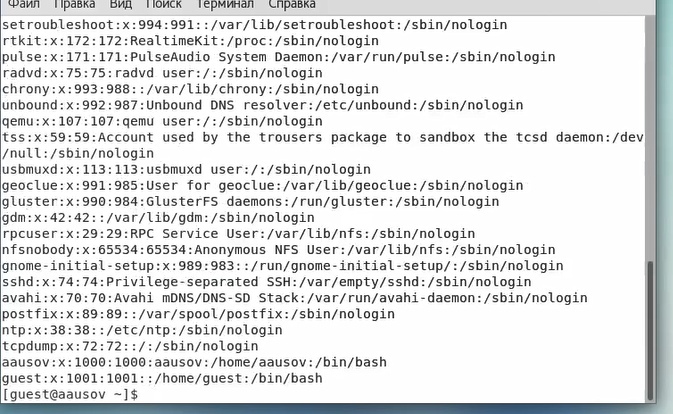 Файл Правка Вид Поиск Терминал Справка
setroubleshoot:x:994:991::/var/lib/setroubleshoot:/sbin/nologin
rtkit:x:172:172:RealtimeKit:/proc:/sbin/nologin
pulse:x:171:171:PulseAudio System Daemon:/var/run/pulse:/sbin/nologin
radvd:x:75:75:radvd user:/:/sbin/nologin
chrony:x:993:988::/var/lib/chrony:/sbin/nologin
unbound:x:992:987:Unbound DNS resolver:/etc/unbound:/sbin/nologin
qemu:x:107:107:qemu user:/:/sbin/nologin
tss:x:59:59:Account used by the trousers package to sandbox the tcsd daemon:/dev
/null:/sbin/nologin
usbmuxd:x:113:113:usbmuxd user:/:/sbin/nologin
geoclue:x:991:985:User for geoclue:/var/lib/geoclue:/sbin/nologin
gluster:x:990:984:GlusterFS daemons:/run/gluster:/sbin/nologin
gdm:x:42:42::/var/lib/gdm:/sbin/nologin
rpcuser:x:29:29:RPC Service User:/var/lib/nfs:/sbin/nologin
nfsnobody:x:65534:65534:Anonymous NFS User:/var/lib/nfs:/sbin/nologin
gnome-initial-setup:x:989:983::/run/gnome-initial-setup/:/sbin/nologin
sshd:x:74:74:Privilege-separated SSH:/var/empty/sshd:/sbin/nologin
avahi:x:70:70:Avahi mDNS/DNS-SD Stack:/var/run/avahi-daemon:/sbin/nologin
postfix:x:89:89::/var/spool/postfix:/sbin/nologin
ntp:x:38:38::/etc/ntp:/sbin/nologin
tcpdump:x:72:72::/:/sbin/nologin
aausov:x:1000:1000:aausov:/home/aausov:/bin/bash
guest:x:1001:1001::/home/guest:/bin/bash
[guest@aausov ~]$